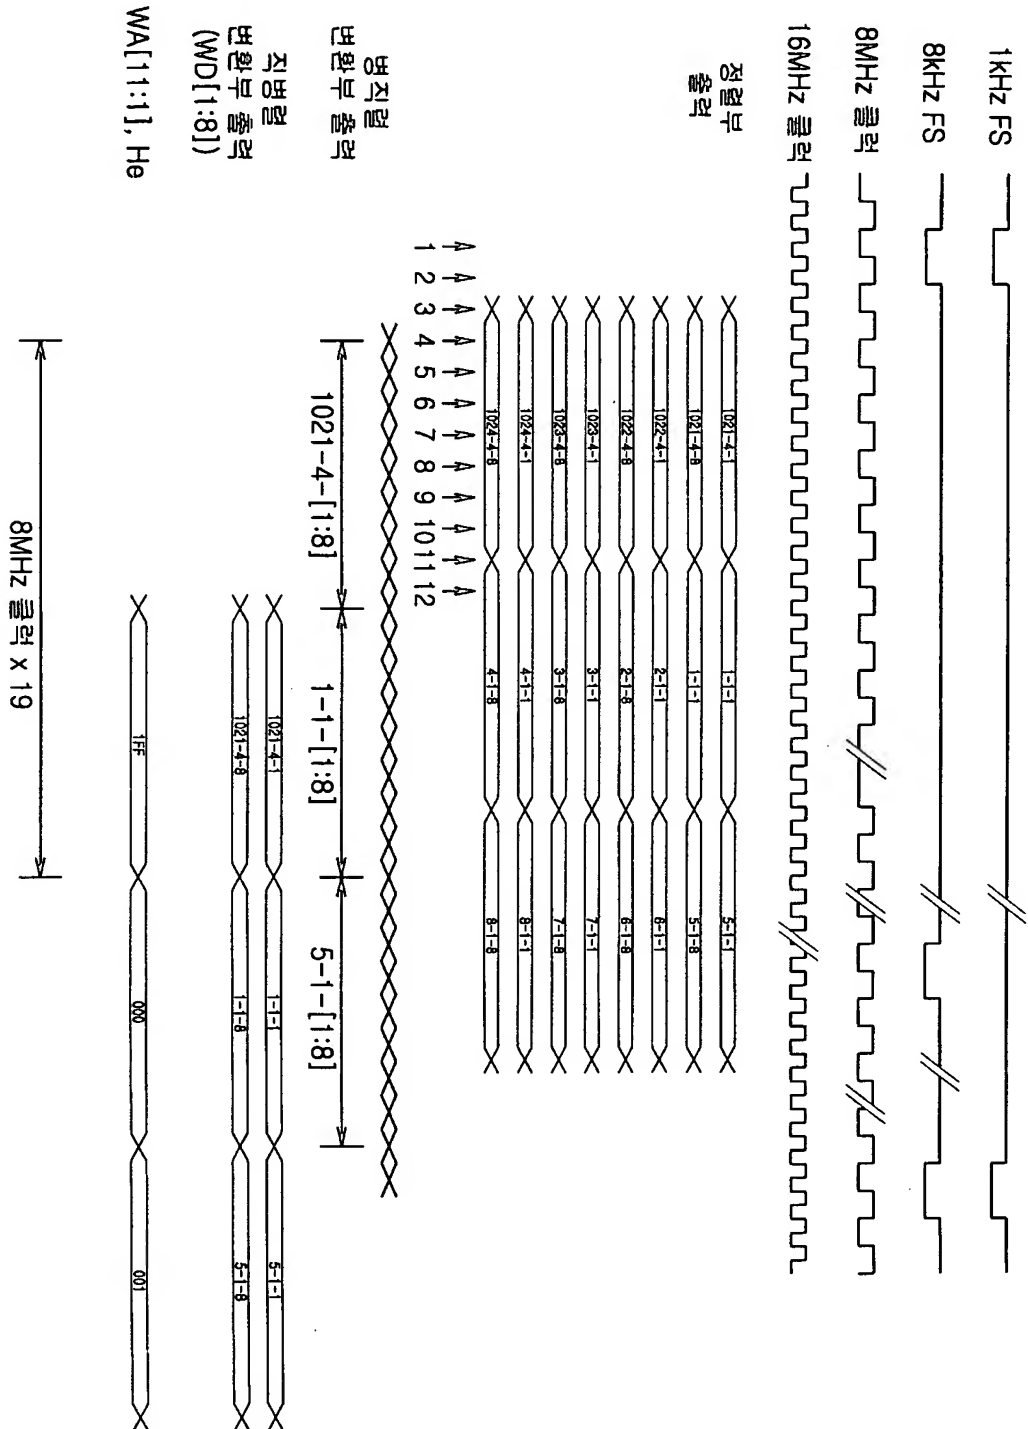 1kHz FS
8kHz FS
8MHz 클럭
16MHz 클럭
정렬부
출력
1021-4-1
1-1-1
5-1-1
1021-4-8
1-1-8
5-1-8
1022-4-1
2-1-1
6-1-1
1022-4-8
2-1-8
6-1-8
1023-4-1
3-1-1
7-1-1
1023-4-8
3-1-8
7-1-8
1024-4-1
4-1-1
8-1-1
1024-4-8
4-1-8
8-1-8
1 2 3 4 5 6 7 8 9 10 11 12
병직렬
변환부 출력
1021-4-[1:8]
1-1-[1:8]
5-1-[1:8]
직병렬
변환부 출력
(WD[1:8])
1021-4-1
1-1-1
5-1-1
1021-4-8
1-1-8
5-1-8
WA[11:1], He
1FF
000
001
8MHz 클럭 x 19